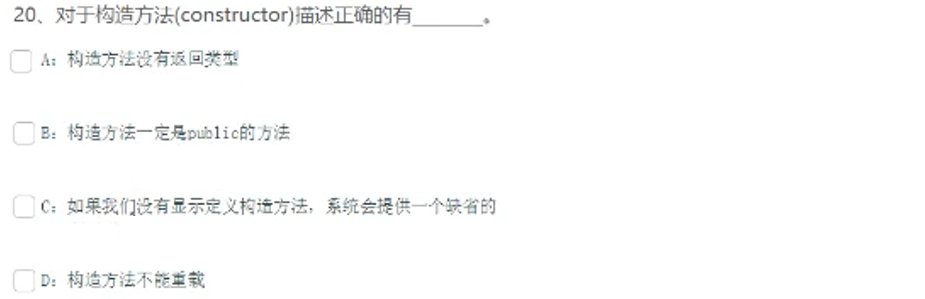 20、对于构造方法(constructor)描述正确的有_______。
A：构造方法没有返回类型
B：构造方法一定是public的方法
C：如果我们没有显示定义构造方法，系统会提供一个缺省的
D：构造方法不能重载